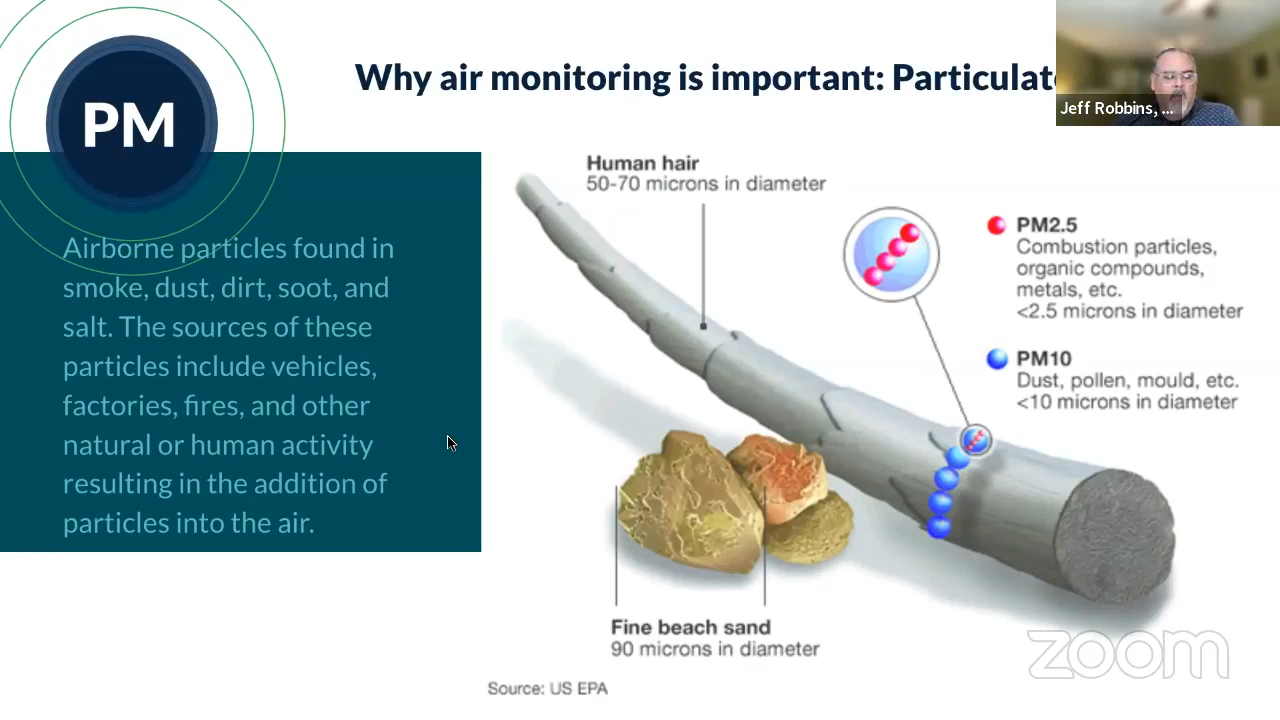 PM
Why air monitoring is important: Particulat
Jeff Robbins, ...
Airborne particles found in
smoke, dust, dirt, soot, and
salt. The sources of these
particles include vehicles,
factories, fires, and other
natural or human activity
resulting in the addition of
particles into the air.
Human hair
50-70 microns in diameter
PM2.5
Combustion particles,
organic compounds,
metals, etc.
<2.5 microns in diameter
PM10
Dust, pollen, mould, etc.
<10 microns in diameter
Fine beach sand
90 microns in diameter
Source: US EPA
zoom